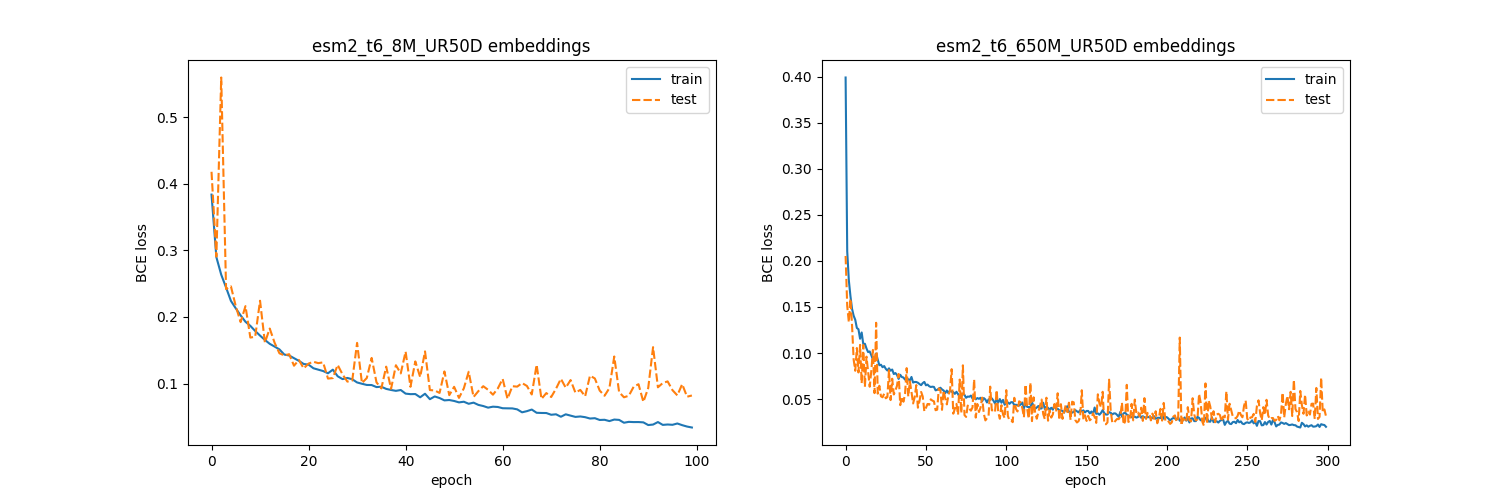 esm2_t6_8M_UR50D embeddings
train
test
0.5
0.4
0.3
0.2
0.1
BCE loss
0
20
40
60
80
100
epoch
esm2_t6_650M_UR50D embeddings
train
test
0.40
0.35
0.30
0.25
0.20
0.15
0.10
0.05
BCE loss
0
50
100
150
200
250
300
epoch